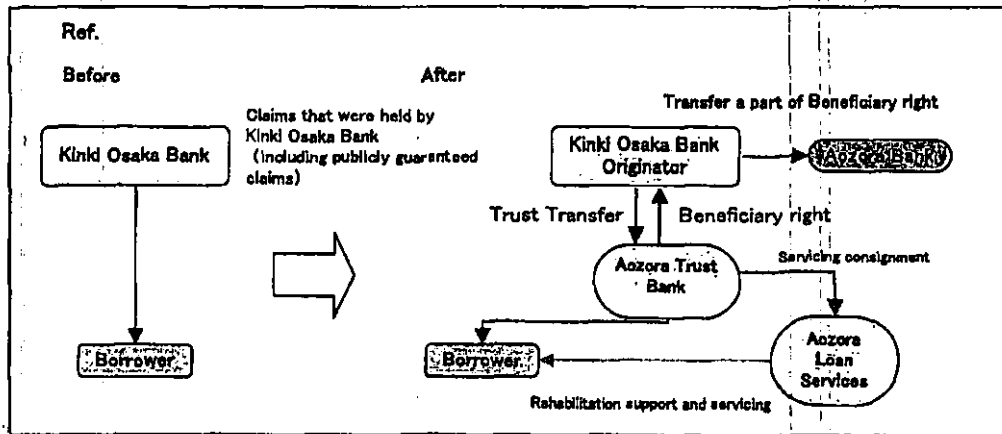 Ref.
Before
After
Claims that were held by
Kinki Osaka Bank
(including publicly guaranteed
claims)
Kinki Osaka Bank
Borrower
Transfer a part of Beneficiary right
Kinki Osaka Bank
Originator
Aozora Bank
Trust Transfer
Beneficiary right
Aozora Trust
Bank
Servicing consignment
Borrower
Aozora
Loan
Services
Rehabilitation support and servicing